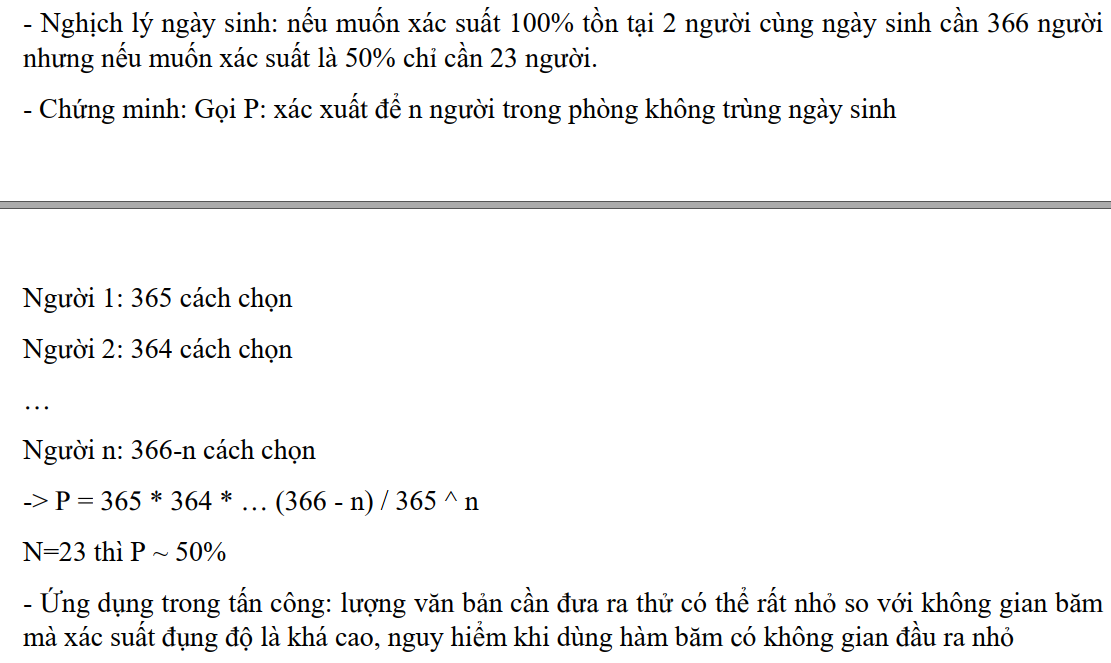 - Nghịch lý ngày sinh: nếu muốn xác suất 100% tồn tại 2 người cùng ngày sinh cần 366 người
nhưng nếu muốn xác suất là 50% chỉ cần 23 người.
- Chứng minh: Gọi P: xác xuất để n người trong phòng không trùng ngày sinh
Người 1: 365 cách chọn
Người 2: 364 cách chọn
…
Người n: 366-n cách chọn
-> P = 365 * 364 * … (366 - n) / 365 ^ n
N=23 thì P ~ 50%
- Ứng dụng trong tấn công: lượng văn bản cần đưa ra thử có thể rất nhỏ so với không gian băm
mà xác suất đụng độ là khá cao, nguy hiểm khi dùng hàm băm có không gian đầu ra nhỏ